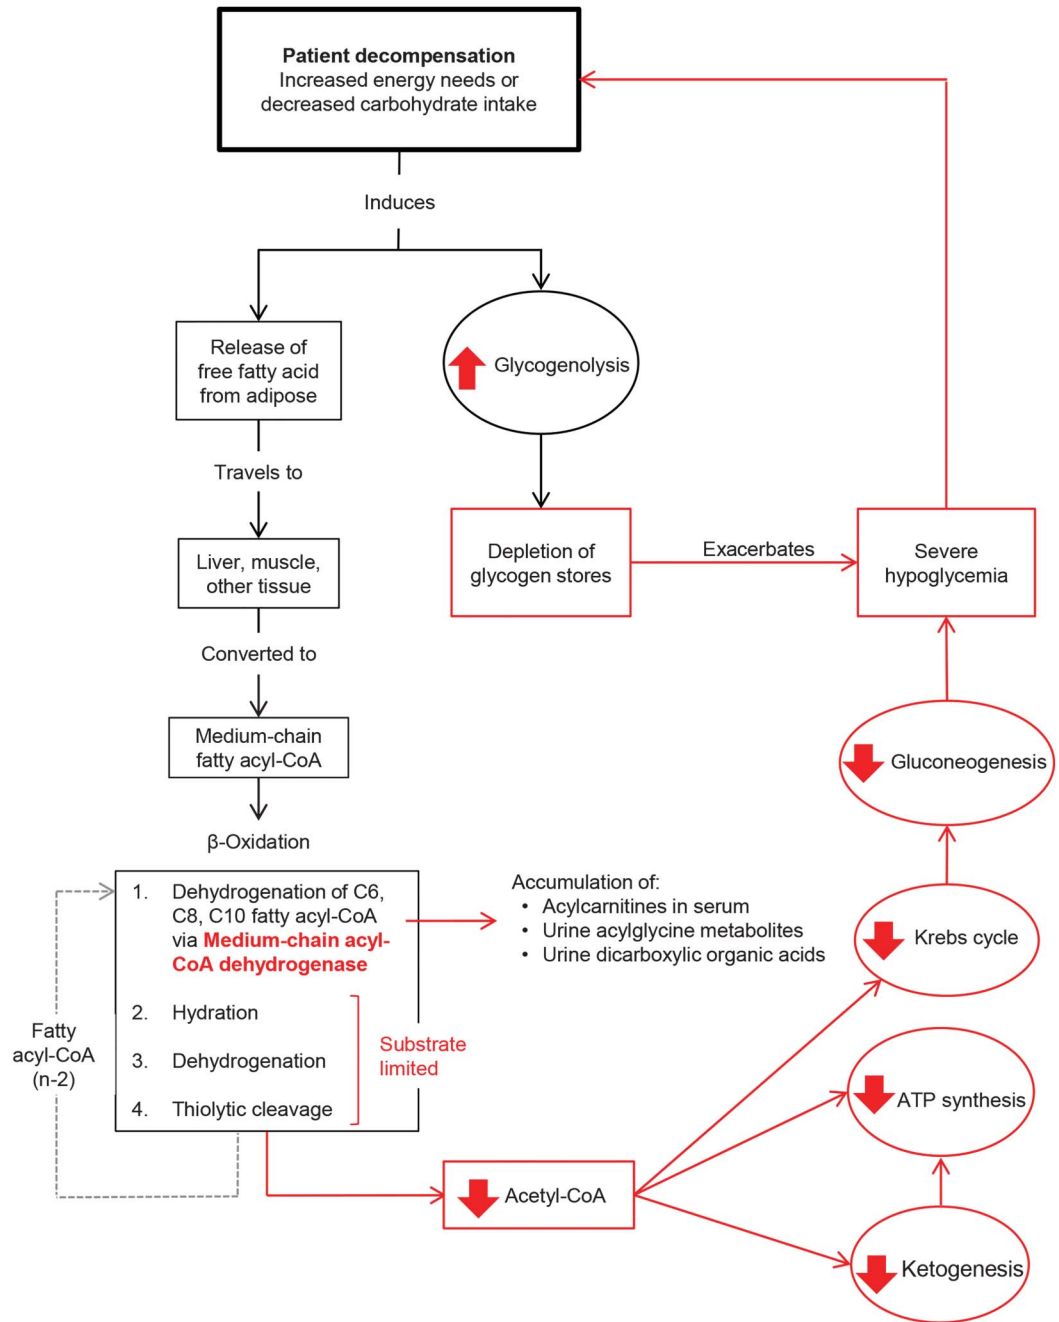 Patient decompensation
Increased energy needs or
decreased carbohydrate intake
Induces
Release of
free fatty acid
from adipose
Glycogenolysis
Travels to
Liver, muscle,
other tissue
Depletion of
glycogen stores
Exacerbates
Severe
hypoglycemia
Converted to
Medium-chain
fatty acyl-CoA
Gluconeogenesis
β-Oxidation
1. Dehydrogenation of C6,
C8, C10 fatty acyl-CoA
via Medium-chain acyl-
CoA dehydrogenase
2. Hydration
3. Dehydrogenation
4. Thiolytic cleavage
Substrate
limited
Fatty
acyl-CoA
(n-2)
Accumulation of:
• Acylcarnitines in serum
• Urine acylglycine metabolites
• Urine dicarboxylic organic acids
Krebs cycle
ATP synthesis
Acetyl-CoA
Ketogenesis